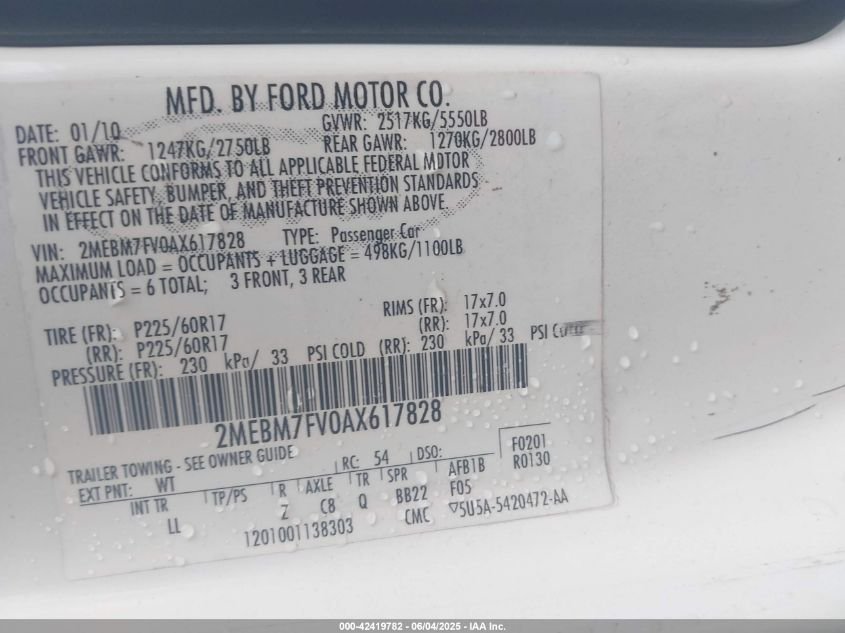 MFD. BY FORD MOTOR CO.
DATE: 01/10 GVWR: 2517KG/5550LB
FRONT GAWR: 1247KG/2750LB REAR GAWR: 1270KG/2800LB
THIS VEHICLE CONFORMS TO ALL APPLICABLE FEDERAL MOTOR
VEHICLE SAFETY, BUMPER, AND THEFT PREVENTION STANDARDS
IN EFFECT ON THE DATE OF MANUFACTURE SHOWN ABOVE.
VIN: 2MEBM7FV0AX617828 TYPE: Passenger Car
MAXIMUM LOAD = OCCUPANTS + LUGGAGE = 498KG/1100LB
OCCUPANTS = 6 TOTAL; 3 FRONT, 3 REAR
TIRE (FR): P225/60R17 RIMS (FR): 17x7.0
(RR): P225/60R17 (RR): 17x7.0
PRESSURE (FR): 230 kPa/ 33 PSI COLD (RR): 230 kPa/ 33 PSI
2MEBM7FV0AX617828
TRAILER TOWING - SEE OWNER GUIDE
EXT PNT: WT RC: 54 DSO: F0201
INT TR TP/PS R AXLE TR SPR AFB1B R0130
LL Z C8 Q BB22 F05
1201001138303 CMC ▽5U5A-5420472-AA
000-42419782 - 06/04/2025 - IAA Inc.